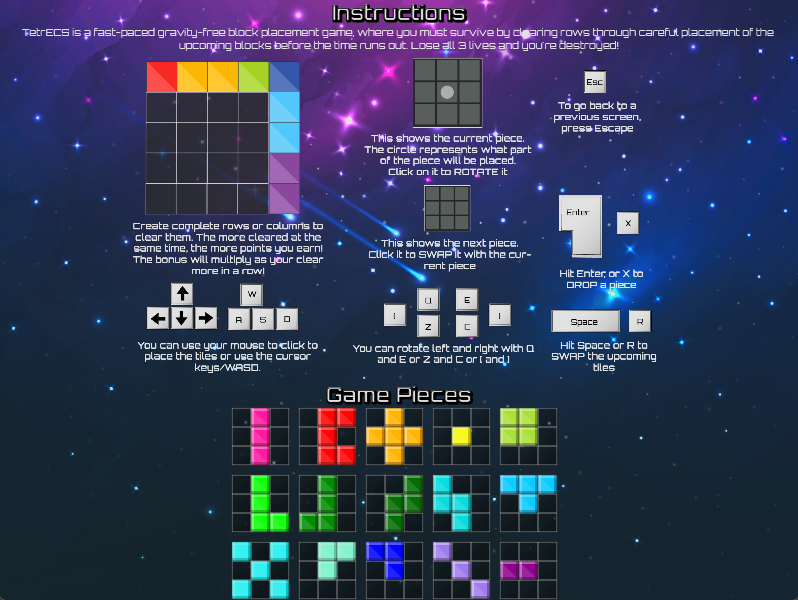 Instructions
TetrECS is a fast-paced gravity-free block placement game, where you must survive by clearing rows through careful placement of the
upcoming blocks before the time runs out. Lose all 3 lives and you're destroyed!
Create complete rows or columns to
clear them. The more cleared at the
same time, the more points you earn!
The bonus will multiply as your clear
more in a row!
This shows the current piece.
The circle represents what part
of the piece will be placed.
Click on it to ROTATE it
Esc
To go back to a
previous screen,
press Escape
This shows the next piece.
Click it to SWAP it with the cur-
rent piece
Enter
X
Hit Enter, or X to
DROP a piece
W
A S D
You can use your mouse to click to
place the tiles or use the cursor
keys/WASD.
[ Q E ]
Z C
You can rotate left and right with Q
and E or Z and C or [ and ]
Space R
Hit Space or R to
SWAP the upcoming
tiles
Game Pieces